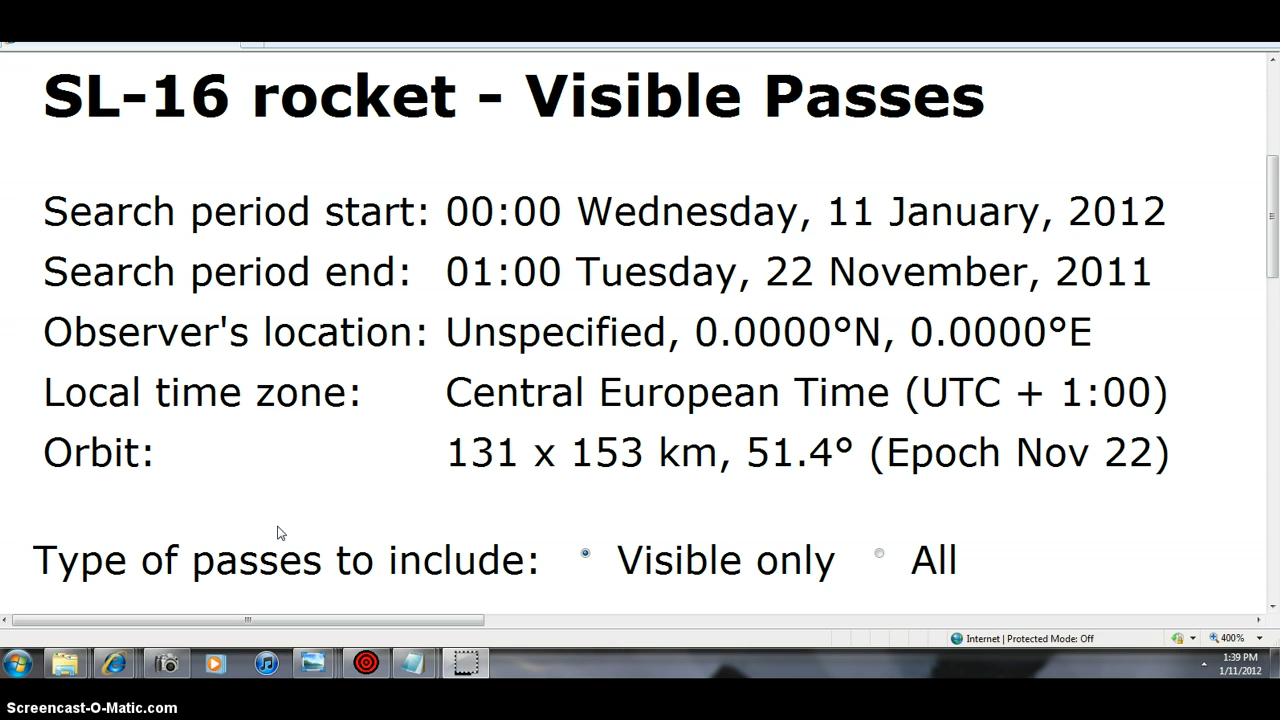 SL-16 rocket - Visible Passes
Search period start: 00:00 Wednesday, 11 January, 2012
Search period end: 01:00 Tuesday, 22 November, 2011
Observer's location: Unspecified, 0.0000°N, 0.0000°E
Local time zone: Central European Time (UTC + 1:00)
Orbit: 131 x 153 km, 51.4° (Epoch Nov 22)
Type of passes to include: Visible only All
Internet | Protected Mode: Off 400%
1:39 PM
1/11/2012
Screencast-O-Matic.com